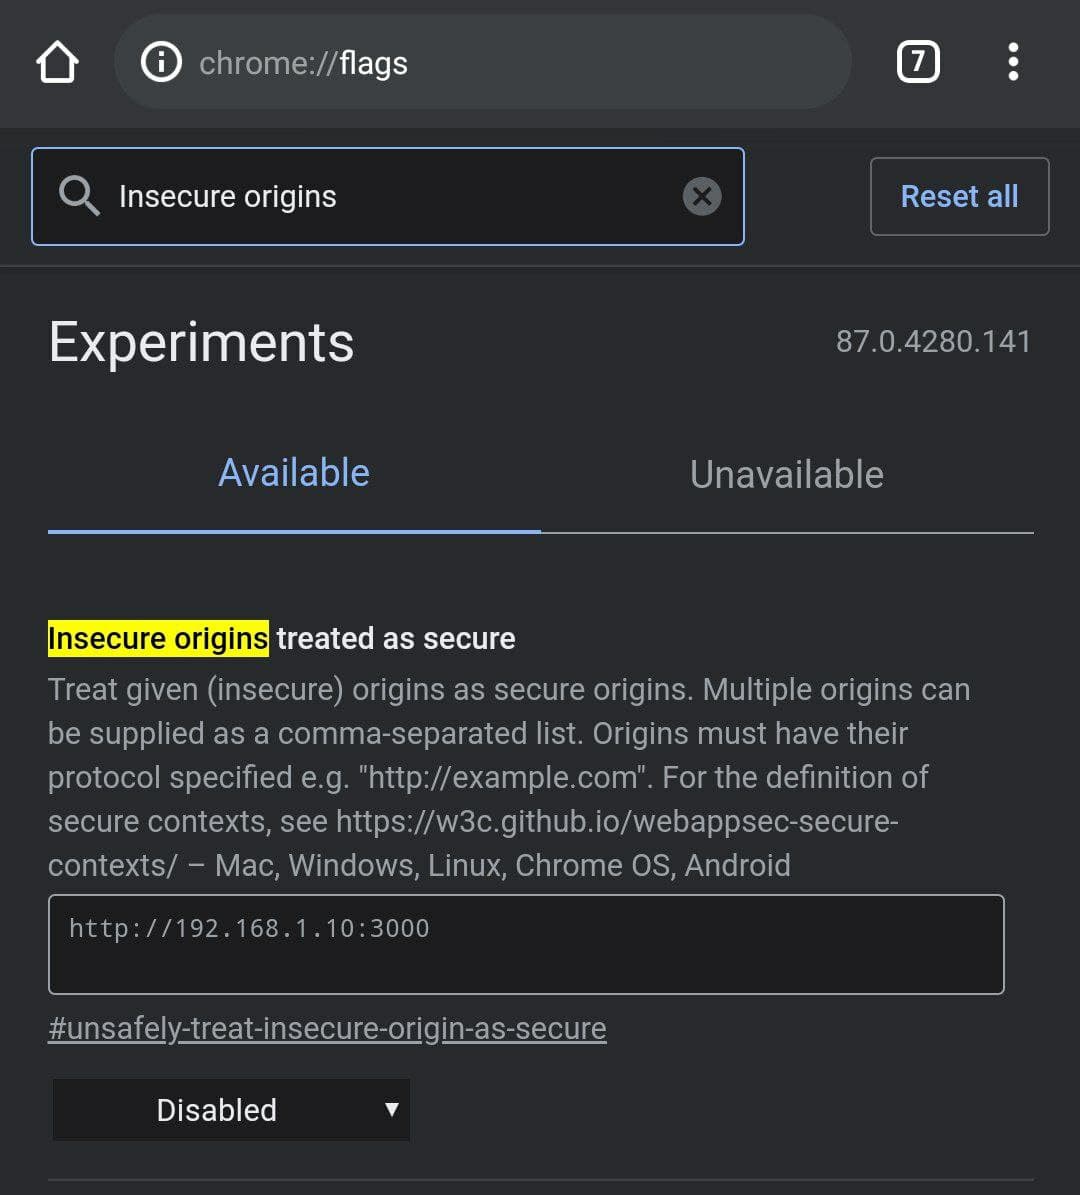 chrome://flags
7
Insecure origins
Reset all
Experiments
87.0.4280.141
Available
Unavailable
Insecure origins treated as secure
Treat given (insecure) origins as secure origins. Multiple origins can
be supplied as a comma-separated list. Origins must have their
protocol specified e.g. "http://example.com". For the definition of
secure contexts, see https://w3c.github.io/webappsec-secure-
contexts/ – Mac, Windows, Linux, Chrome OS, Android
http://192.168.1.10:3000
#unsafely-treat-insecure-origin-as-secure
Disabled